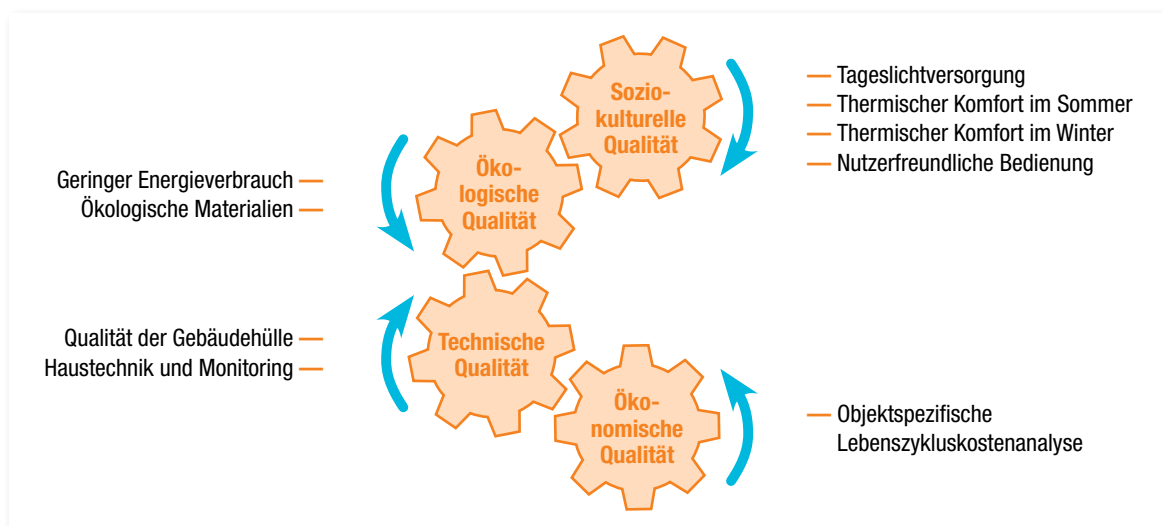 Sozio-
kulturelle
Qualität
Tageslichtversorgung
Thermischer Komfort im Sommer
Thermischer Komfort im Winter
Nutzerfreundliche Bedienung
Geringer Energieverbrauch
Ökologische Materialien
Öko-
logische
Qualität
Qualität der Gebäudehülle
Haustechnik und Monitoring
Technische
Qualität
Öko-
nomische
Qualität
Objektspezifische
Lebenszykluskostenanalyse